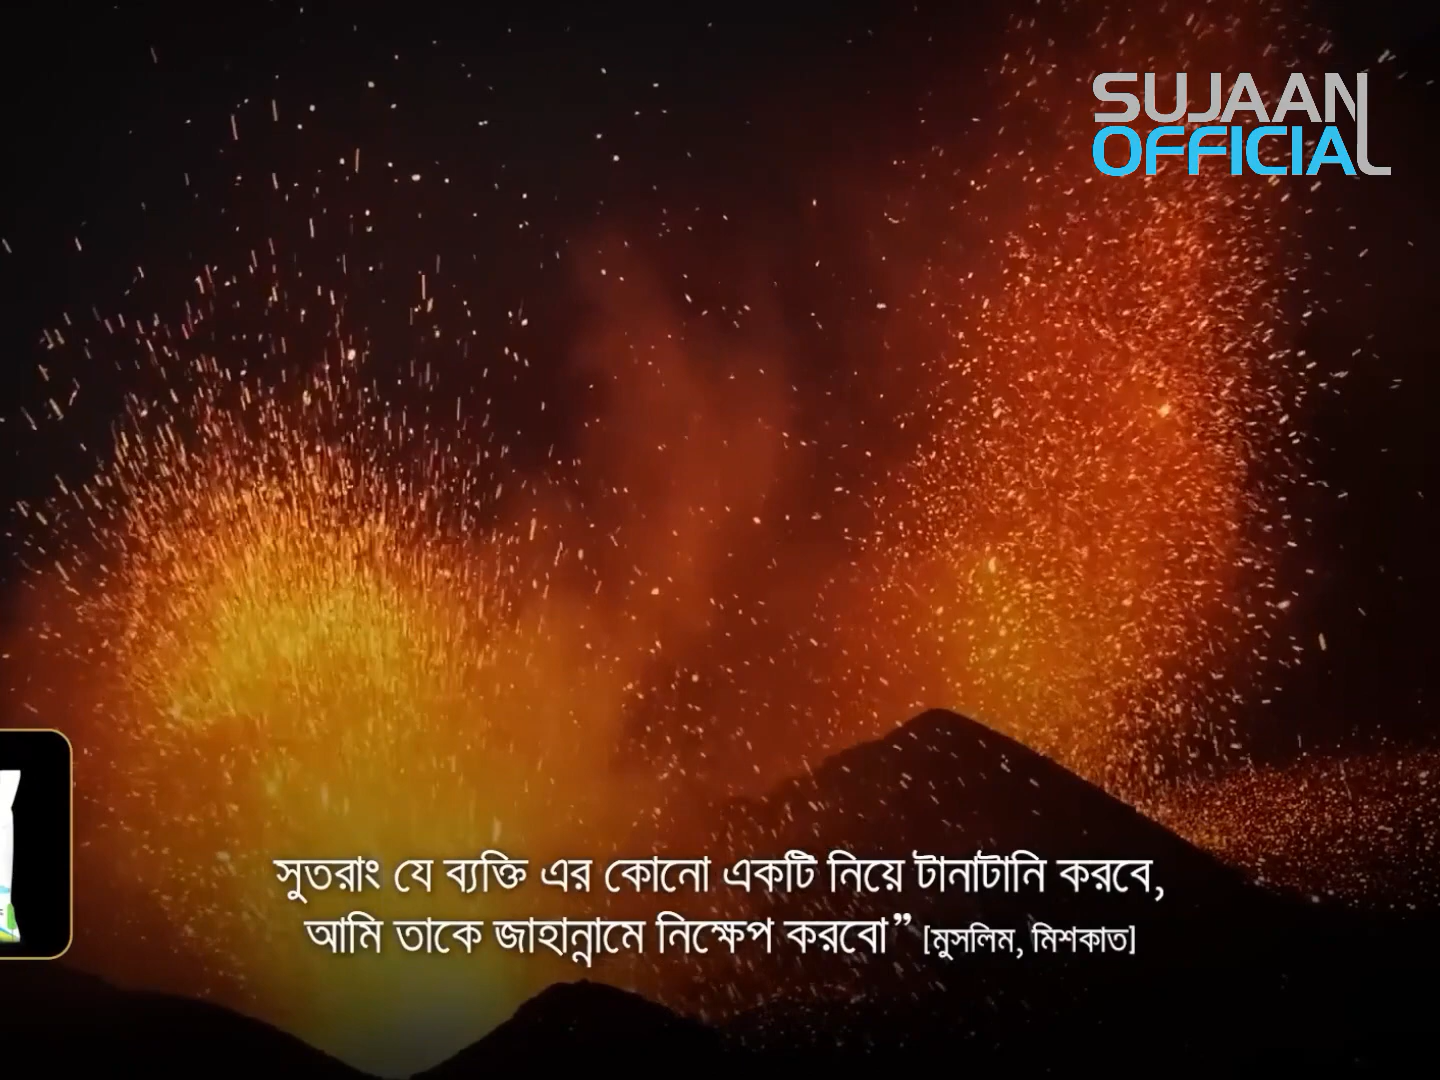 SUJAAN
OFFICIAL
সুতরাং যে ব্যক্তি এর কোনো একটি নিয়ে টানাটানি করবে,
আমি তাকে জাহান্নামে নিক্ষেপ করবো” [মুসলিম, মিশকাত]